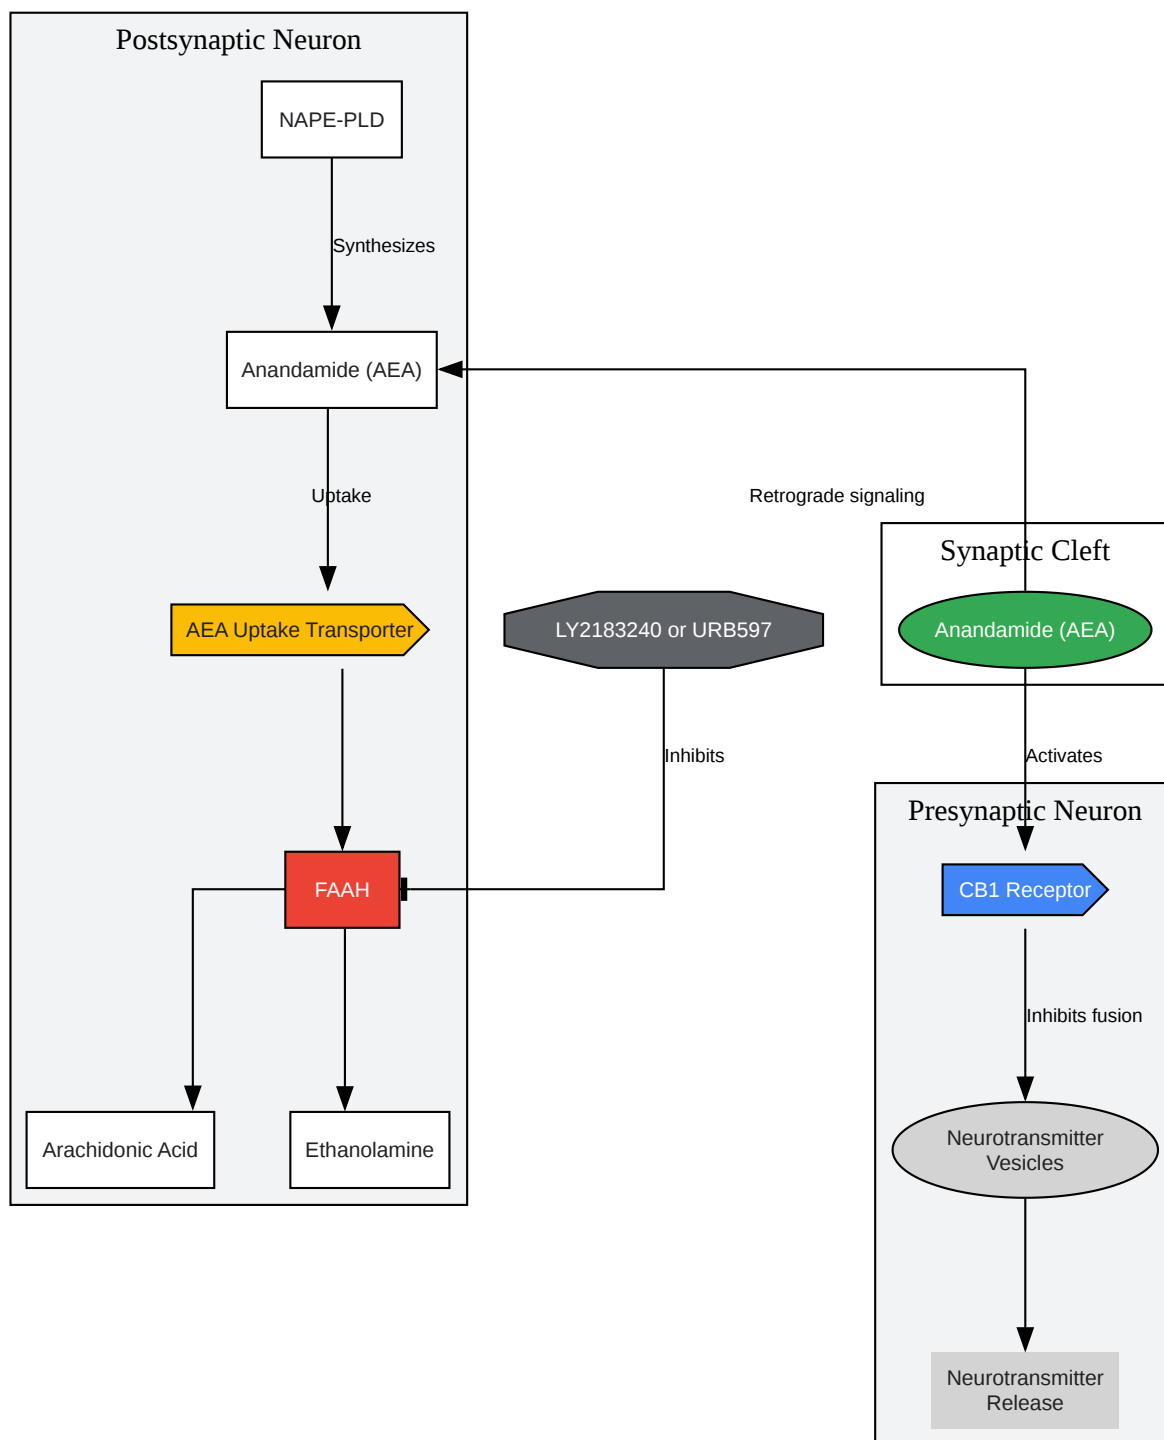 Postsynaptic Neuron
NAPE-PLD
Synthesizes
Anandamide (AEA)
Uptake
Retrograde signaling
Synaptic Cleft
AEA Uptake Transporter
LY2183240 or URB597
Anandamide (AEA)
Inhibits
Activates
Presynaptic Neuron
FAAH
CB1 Receptor
Inhibits fusion
Arachidonic Acid
Ethanolamine
Neurotransmitter
Vesicles
Neurotransmitter
Release